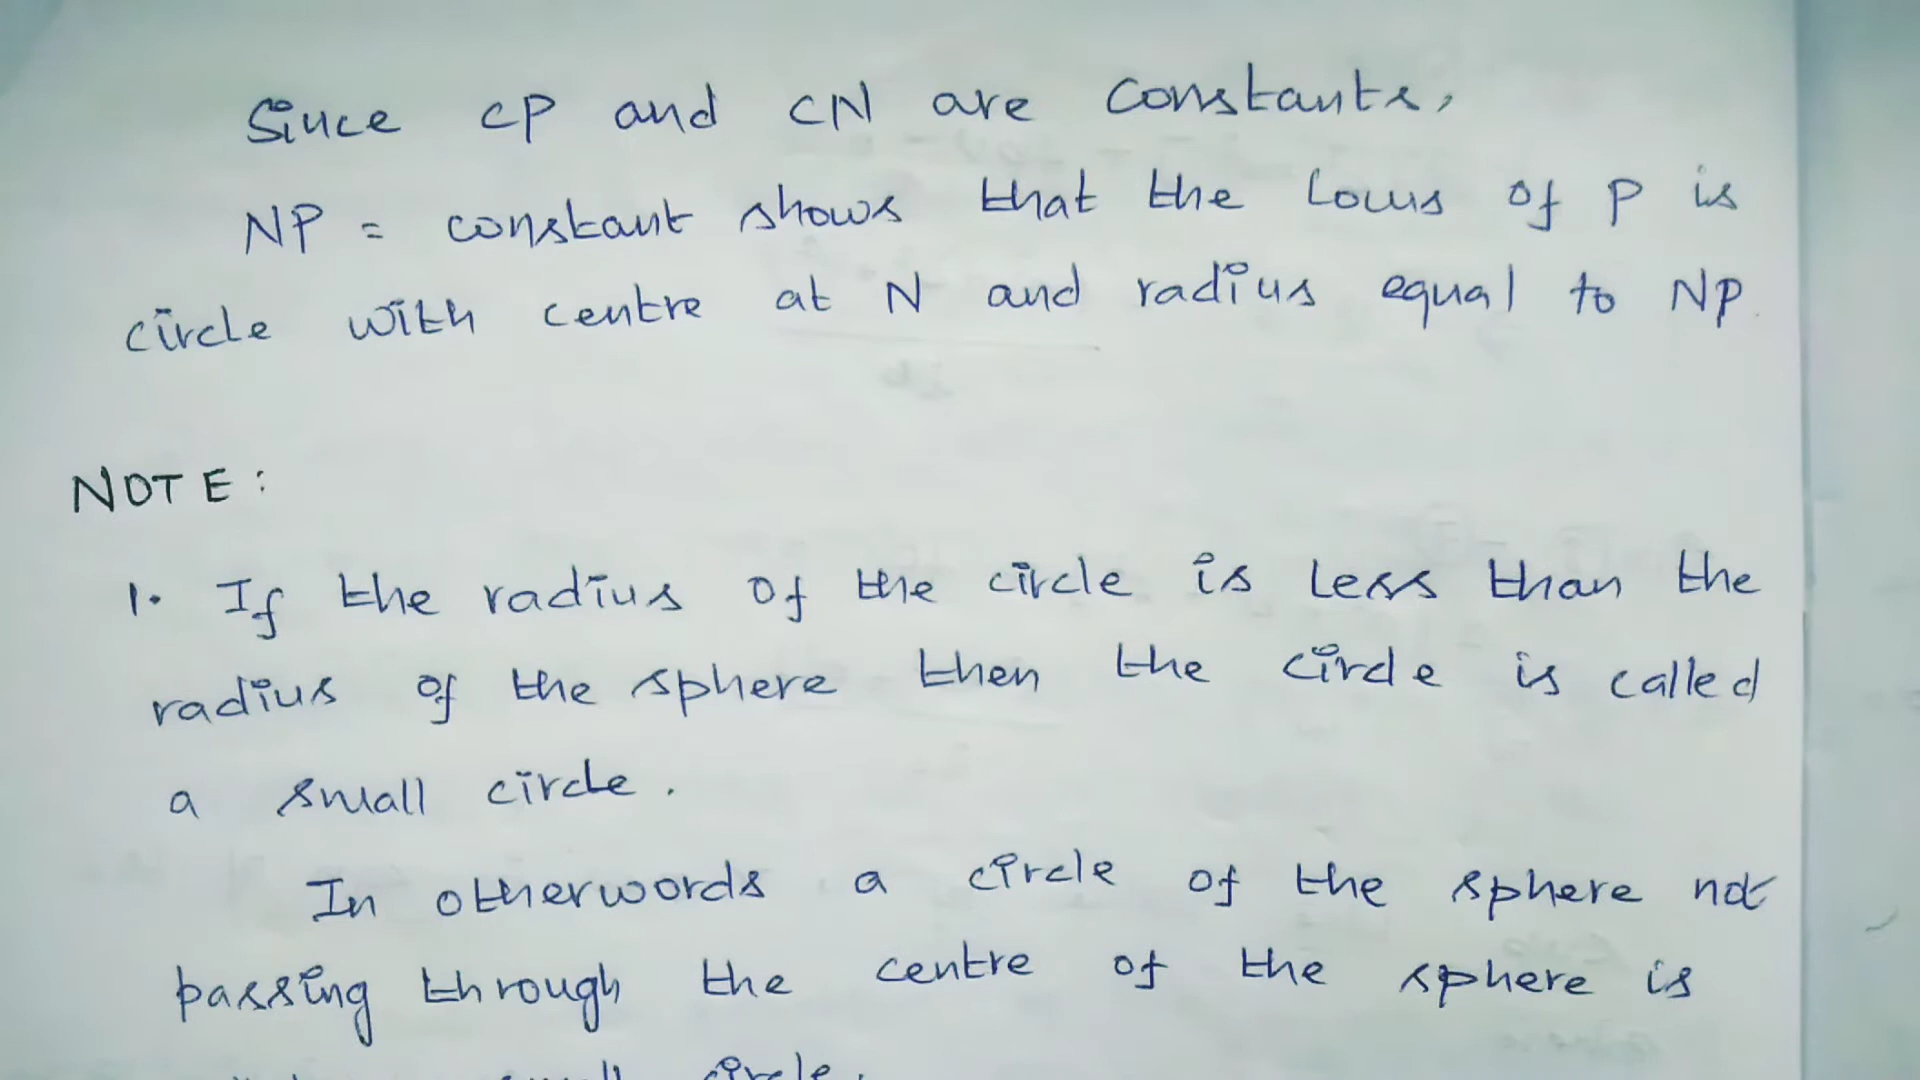 Since CP and CN are constants,
NP = constant shows that the locus of P is
circle with centre at N and radius equal to NP.
NOTE:
1. If the radius of the circle is less than the
radius of the sphere then the circle is called
a small circle.
In otherwords a circle of the sphere not
passing through the centre of the sphere is
small circle.